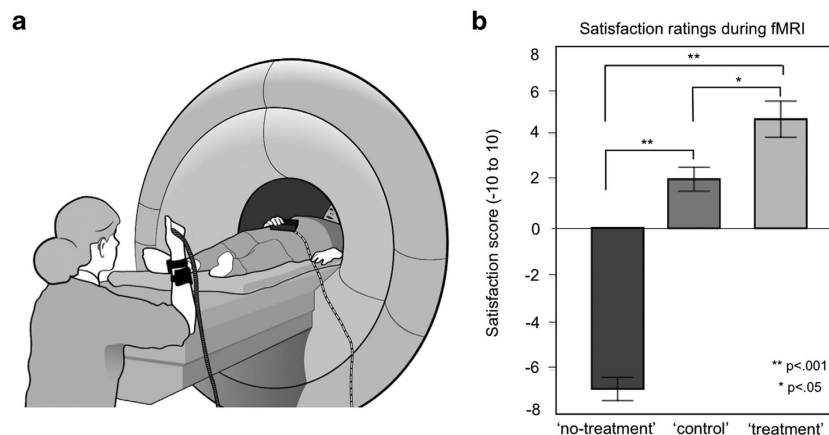 a
b
Satisfaction ratings during fMRI
Satisfaction score (-10 to 10)
8
6
4
2
0
-2
-4
-6
-8
**
*
**
** p<.001
* p<.05
'no-treatment' 'control' 'treatment'